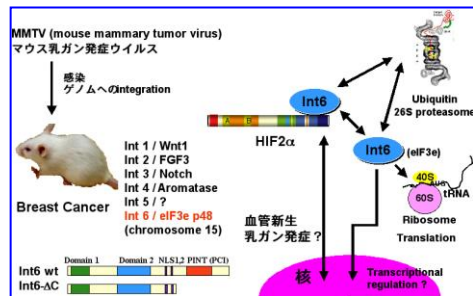 MMTV (mouse mammary tumor virus)
マウス乳ガン発症ウイルス
感染
ゲノムへのintegration
Breast Cancer
Int 1 / Wnt1
Int 2 / FGF3
Int 3 / Notch
Int 4 / Aromatase
Int 5 / ?
Int 6 / eIF3e p48
(chromosome 15)
Domain 1 Domain 2 NLS1,2 PINT (PCI)
Int6 wt
Int6-ΔC
Int6
A B
HIF2α
Ubiquitin
26S proteasome
Int6 (eIF3e)
40S
AUG
tRNA
60S
Ribosome
Translation
血管新生
乳ガン発症?
核
Transcriptional
regulation ?